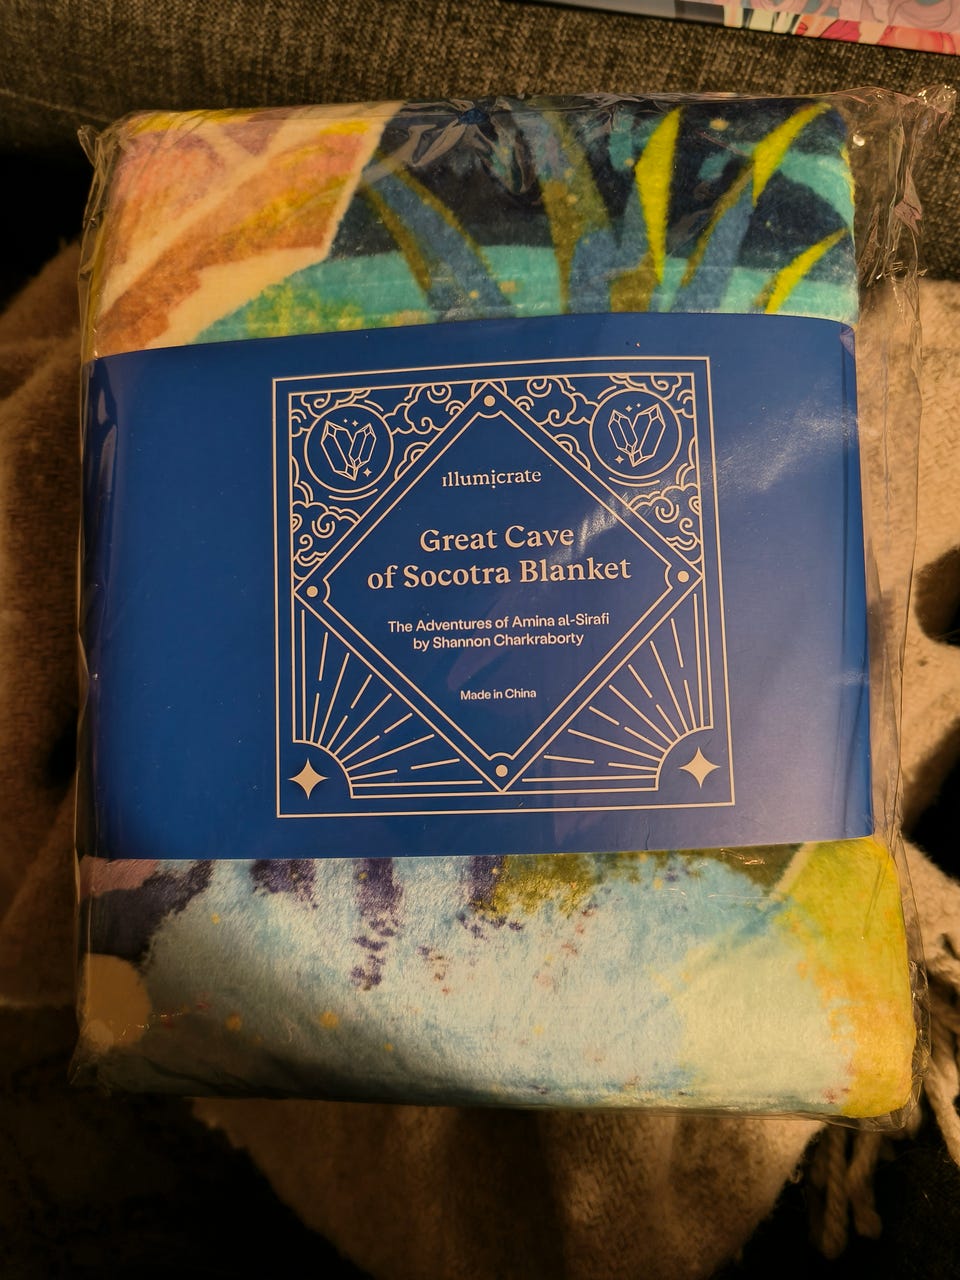 illumicrate
Great Cave
of Socotra Blanket
The Adventures of Amina al-Sirafi
by Shannon Charkraborty
Made in China